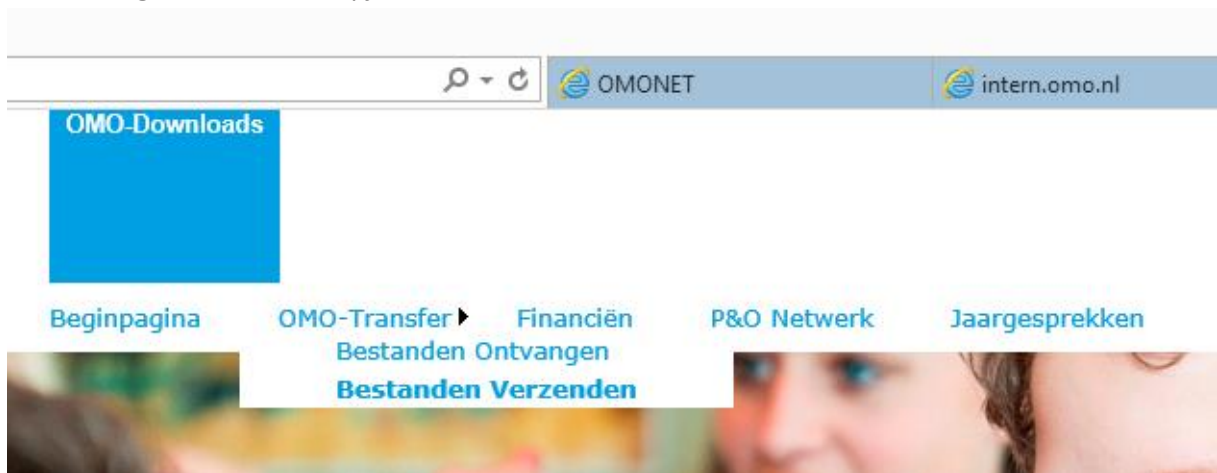 OMONET intern.omo.nl
OMO-Downloads
Beginpagina OMO-Transfer Financiën P&O Netwerk Jaargesprekken
Bestanden Ontvangen
Bestanden Verzenden